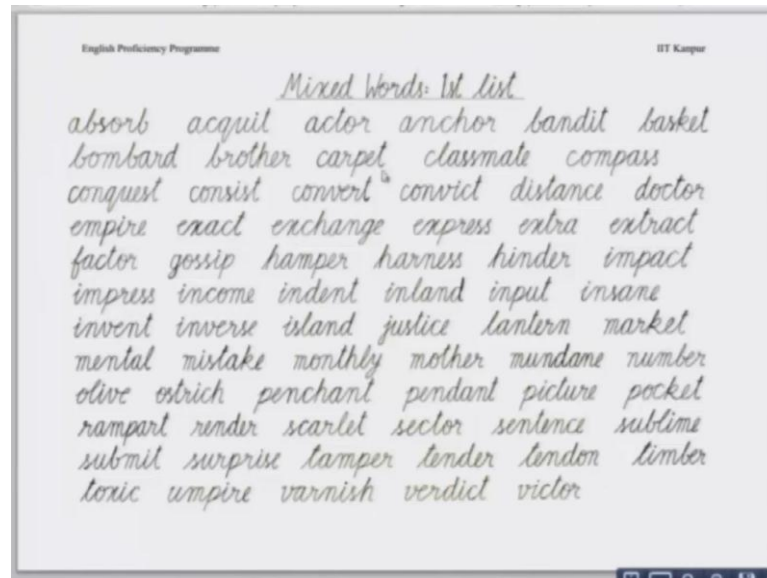 English Proficiency Programme IIT Kanpur
Mixed Words: 1st list
absorb acquit actor anchor bandit basket
bombard brother carpet classmate compass
conquest consist convert convict distance doctor
empire exact exchange express extra extract
factor gossip hamper harness hinder impact
impress income indent inland input insane
invent inverse island justice lantern market
mental mistake monthly mother mundane number
olive ostrich penchant pendant picture pocket
rampart render scarlet sector sentence sublime
submit surprise tamper tender tendon timber
toxic umpire varnish verdict victor